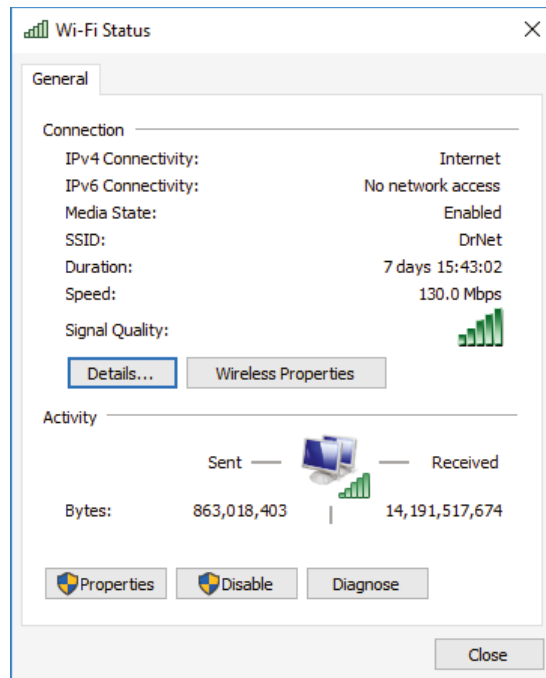 Wi-Fi Status
General
Connection
IPv4 Connectivity: Internet
IPv6 Connectivity: No network access
Media State: Enabled
SSID: DrNet
Duration: 7 days 15:43:02
Speed: 130.0 Mbps
Signal Quality:
Details... Wireless Properties
Activity
Sent Received
Bytes: 863,018,403 14,191,517,674
Properties Disable Diagnose
Close